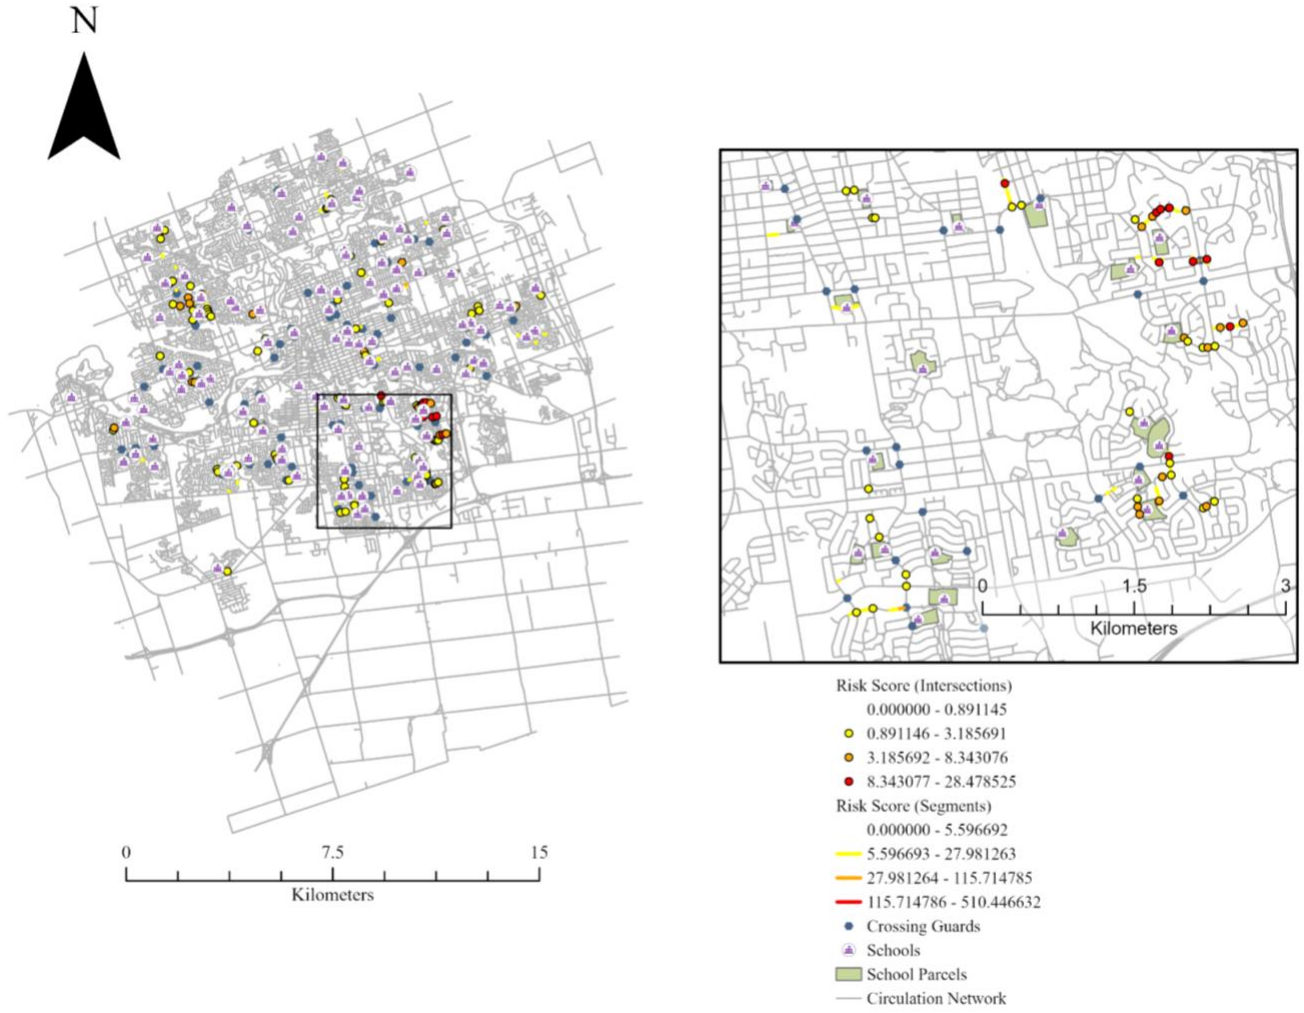 N
0 1.5 3
Kilometers
Risk Score (Intersections)
0.000000 - 0.891145
0.891146 - 3.185691
3.185692 - 8.343076
8.343077 - 28.478525
Risk Score (Segments)
0.000000 - 5.596692
5.596693 - 27.981263
27.981264 - 115.714785
115.714786 - 510.446632
Crossing Guards
Schools
School Parcels
Circulation Network
0 7.5 15
Kilometers